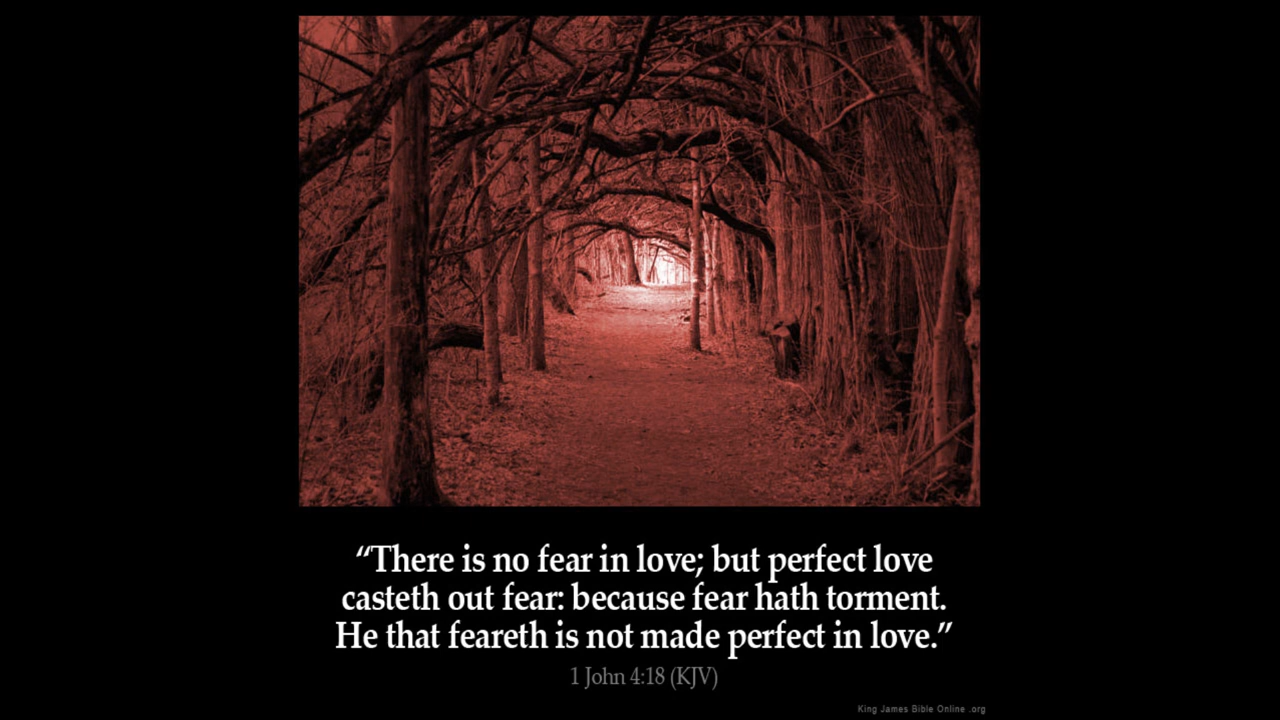 “There is no fear in love; but perfect love
casteth out fear: because fear hath torment.
He that feareth is not made perfect in love.”
1 John 4:18 (KJV)
King James Bible Online .org